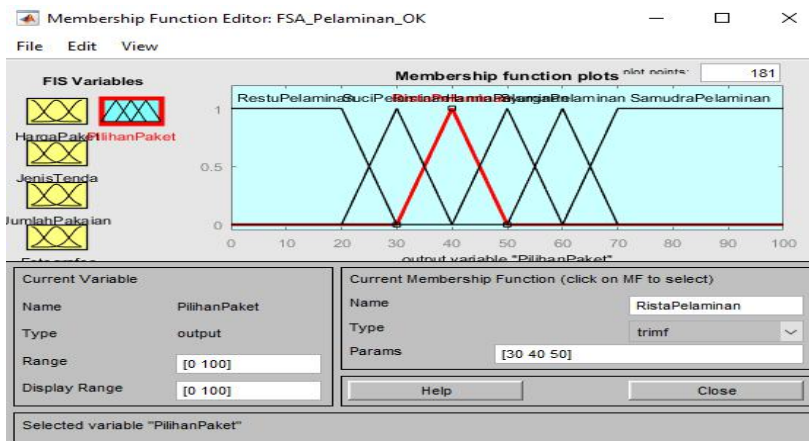 Membership Function Editor: FSA_Pelaminan_OK
File Edit View
FIS Variables
HargaPaket
PilihanPaket
JenisTenda
JumlahPakaian
Membership function plots
plot points:
181
RestuPelaminan
SamudraPelaminan
1
0.5
0
0 10 20 30 40 50 60 70 80 90 100
output variable "PilihanPaket"
Current Variable
Name PilihanPaket
Type output
Range [0 100]
Display Range [0 100]
Current Membership Function (click on MF to select)
Name RistaPelaminan
Type trimf
Params [30 40 50]
Help Close
Selected variable "PilihanPaket"